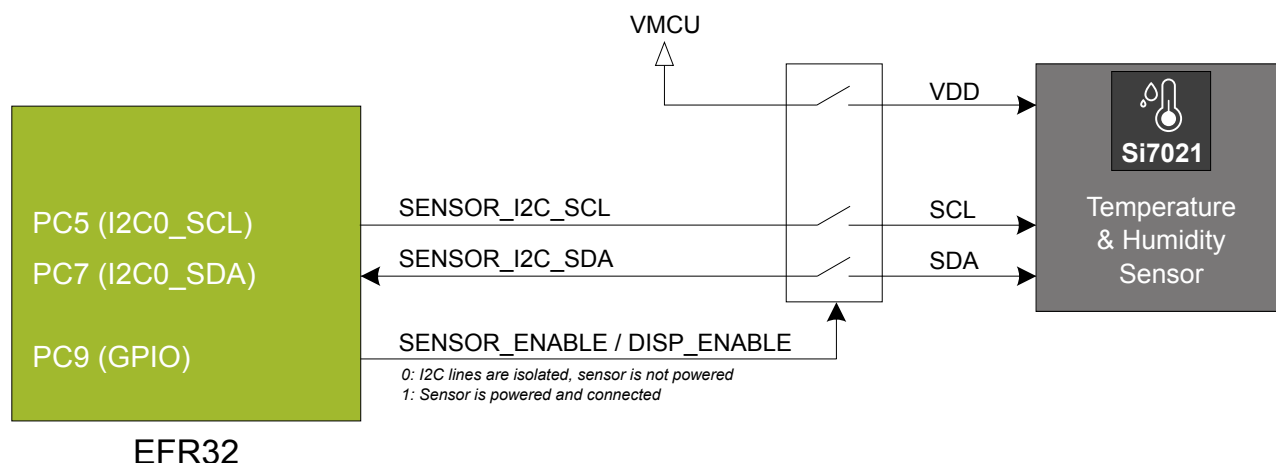 VMCU
VDD
Si7021
PC5 (I2C0_SCL)
SENSOR_I2C_SCL
SCL
Temperature
& Humidity
Sensor
PC7 (I2C0_SDA)
SENSOR_I2C_SDA
SDA
PC9 (GPIO)
SENSOR_ENABLE / DISP_ENABLE
0: I2C lines are isolated, sensor is not powered
1: Sensor is powered and connected
EFR32